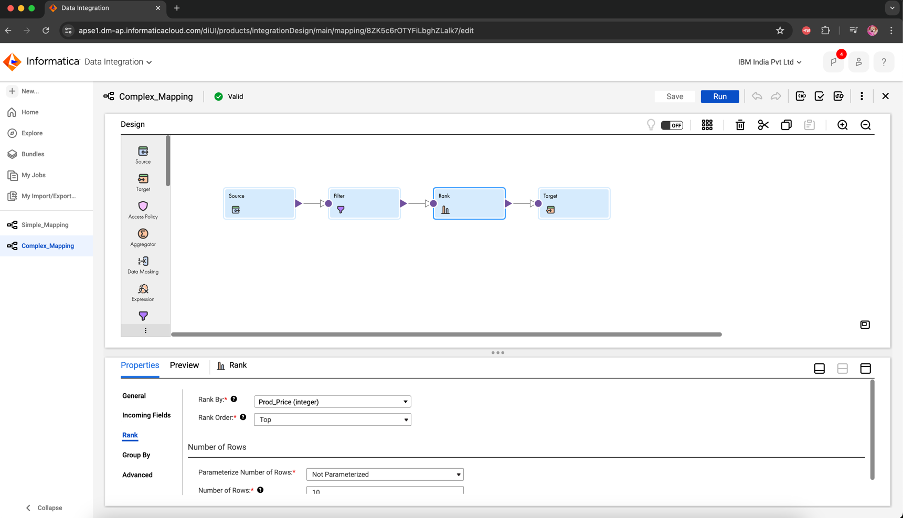 Data Integration
apse1.dm-ap.informaticacloud.com/diUI/products/integrationDesign/main/mapping/8ZK5c6rOTYFiLbghZLalk7/edit
Informatica Data Integration
IBM India Pvt Ltd
4
?
New...
Home
Explore
Bundles
My Jobs
My Import/Export...
Simple_Mapping
Complex_Mapping
Collapse
Complex_Mapping
Valid
Save
Run
Design
OFF
Source
Target
Access Policy
Aggregator
Data Masking
Expression
Source
Filter
Rank
Target
Properties
Preview
Rank
General
Incoming Fields
Rank
Group By
Advanced
Rank By:* ?
Prod_Price (integer)
Rank Order:* ?
Top
Number of Rows
Parameterize Number of Rows:*
Not Parameterized
Number of Rows:* ?
10